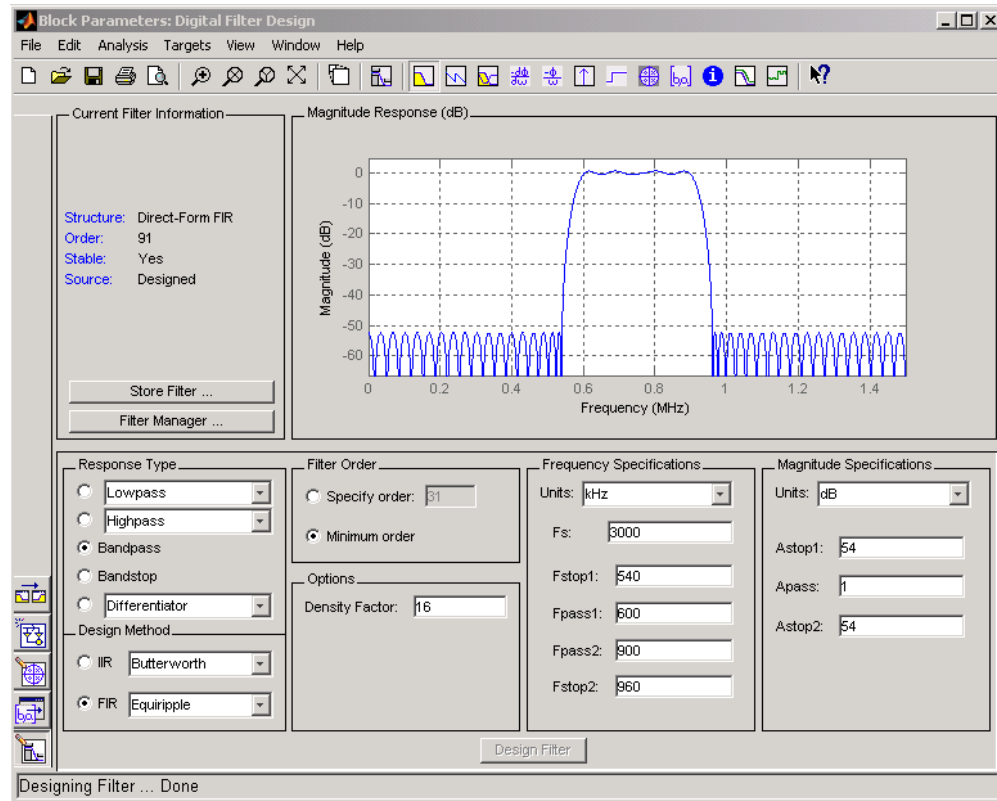 Block Parameters: Digital Filter Design
File Edit Analysis Targets View Window Help
Current Filter Information
Structure: Direct-Form FIR
Order: 91
Stable: Yes
Source: Designed
Store Filter ...
Filter Manager ...
Magnitude Response (dB)
Magnitude (dB)
0
-10
-20
-30
-40
-50
-60
0 0.2 0.4 0.6 0.8 1 1.2 1.4
Frequency (MHz)
Response Type
Lowpass
Highpass
Bandpass
Bandstop
Differentiator
Design Method
IIR Butterworth
FIR Equiripple
Filter Order
Specify order: 31
Minimum order
Options
Density Factor: 16
Frequency Specifications
Units: kHz
Fs: 3000
Fstop1: 540
Fpass1: 600
Fpass2: 900
Fstop2: 960
Magnitude Specifications
Units: dB
Astop1: 54
Apass: 1
Astop2: 54
Design Filter
Designing Filter ... Done